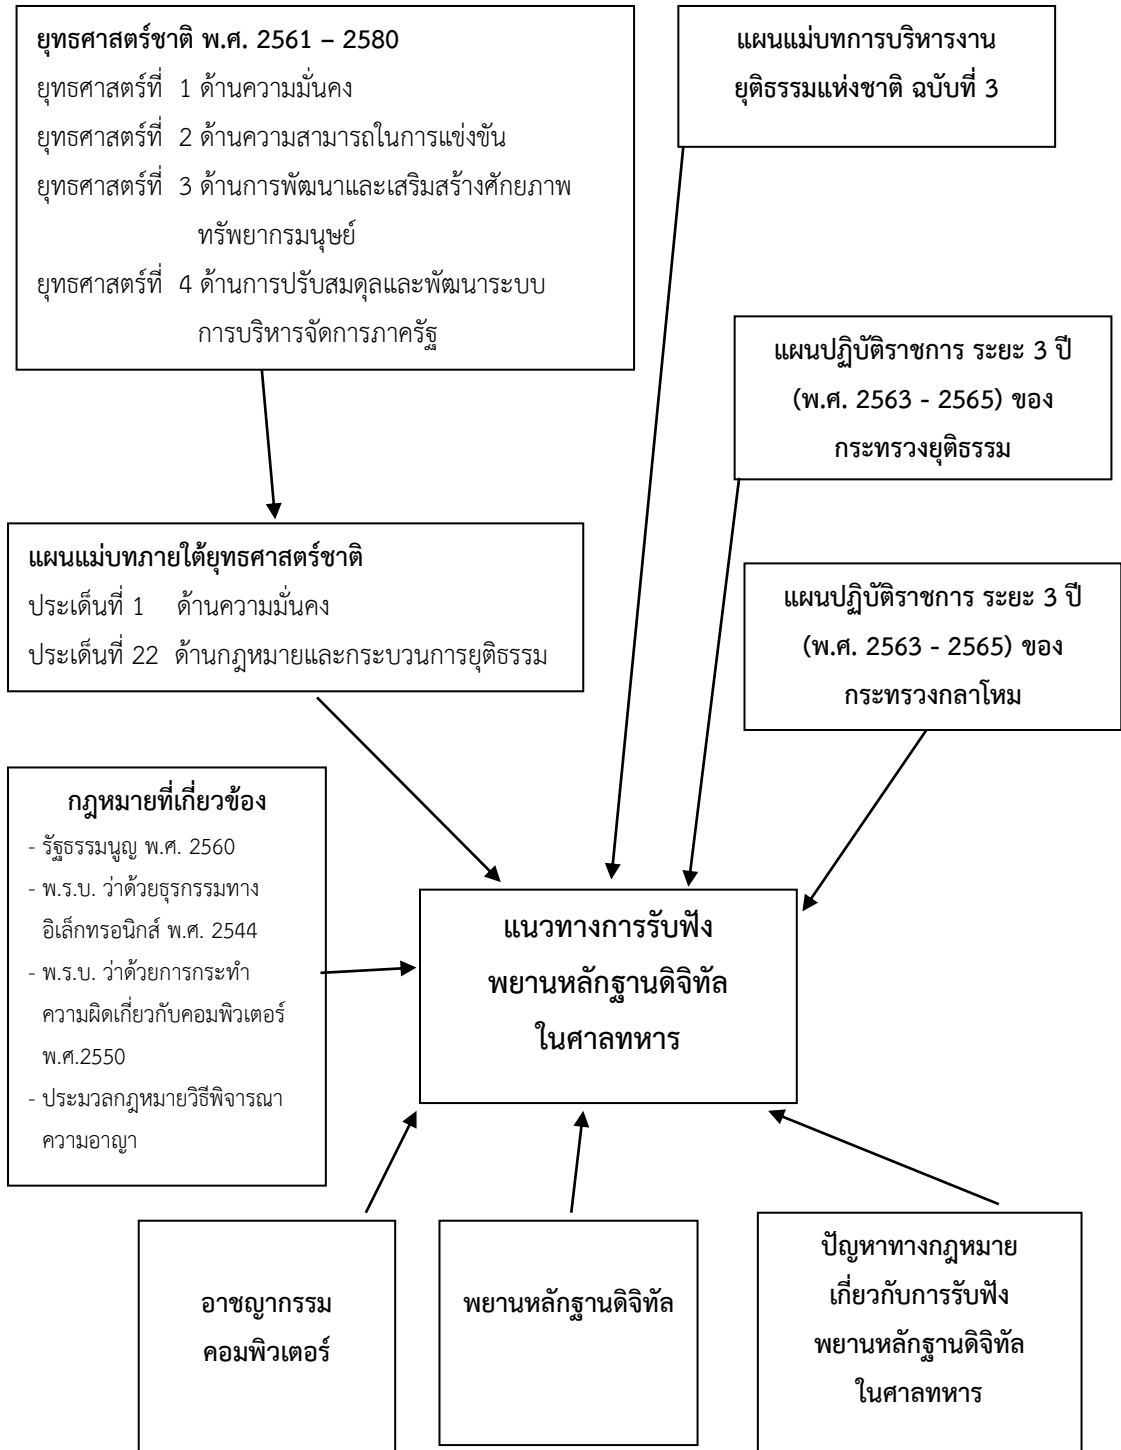 ยุทธศาสตร์ชาติ พ.ศ. 2561 – 2580
ยุทธศาสตร์ที่ 1 ด้านความมั่นคง
ยุทธศาสตร์ที่ 2 ด้านความสามารถในการแข่งขัน
ยุทธศาสตร์ที่ 3 ด้านการพัฒนาและเสริมสร้างศักยภาพ
ทรัพยากรมนุษย์
ยุทธศาสตร์ที่ 4 ด้านการปรับสมดุลและพัฒนาระบบ
การบริหารจัดการภาครัฐ
แผนแม่บทการบริหารงาน
ยุติธรรมแห่งชาติ ฉบับที่ 3
แผนปฏิบัติราชการ ระยะ 3 ปี
(พ.ศ. 2563 - 2565) ของ
กระทรวงยุติธรรม
แผนแม่บทภายใต้ยุทธศาสตร์ชาติ
ประเด็นที่ 1 ด้านความมั่นคง
ประเด็นที่ 22 ด้านกฎหมายและกระบวนการยุติธรรม
แผนปฏิบัติราชการ ระยะ 3 ปี
(พ.ศ. 2563 - 2565) ของ
กระทรวงกลาโหม
กฎหมายที่เกี่ยวข้อง
- รัฐธรรมนูญ พ.ศ. 2560
- พ.ร.บ. ว่าด้วยธุรกรรมทาง
อิเล็กทรอนิกส์ พ.ศ. 2544
- พ.ร.บ. ว่าด้วยการกระทำ
ความผิดเกี่ยวกับคอมพิวเตอร์
พ.ศ.2550
- ประมวลกฎหมายวิธีพิจารณา
ความอาญา
แนวทางการรับฟัง
พยานหลักฐานดิจิทัล
ในศาลทหาร
อาชญากรรม
คอมพิวเตอร์
พยานหลักฐานดิจิทัล
ปัญหาทางกฎหมาย
เกี่ยวกับการรับฟัง
พยานหลักฐานดิจิทัล
ในศาลทหาร